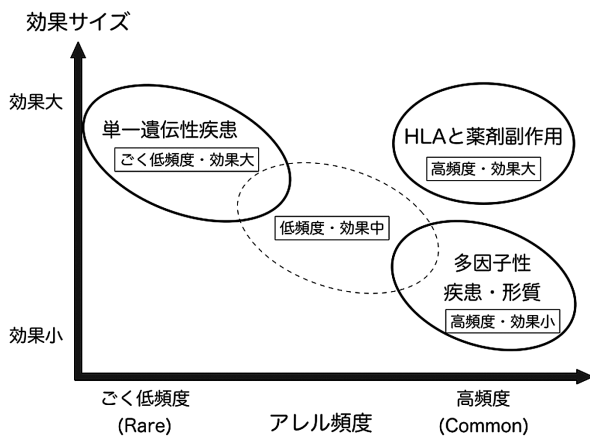 効果サイズ
効果大
単一遺伝性疾患
ごく低頻度・効果大
HLAと薬剤副作用
高頻度・効果大
低頻度・効果中
多因子性
疾患・形質
高頻度・効果小
効果小
ごく低頻度
(Rare)
アレル頻度
高頻度
(Common)